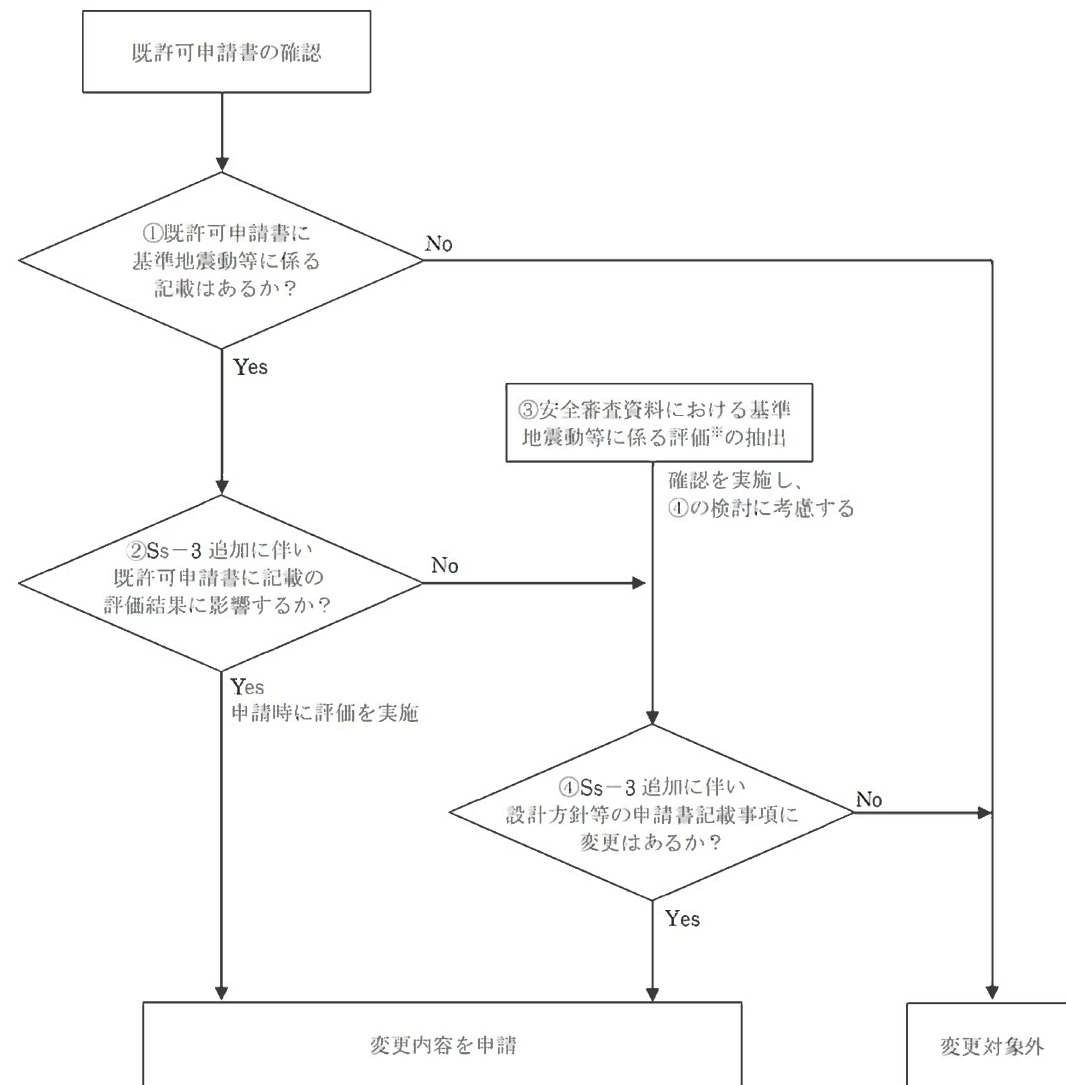 既許可申請書の確認
①既許可申請書に
基準地震動等に係る
記載はあるか？
No
Yes
③安全審査資料における基準
地震動等に係る評価※の抽出
確認を実施し、
④の検討に考慮する
②Ss－3 追加に伴い
既許可申請書に記載の
評価結果に影響するか？
No
Yes
申請時に評価を実施
④Ss－3 追加に伴い
設計方針等の申請書記載事項に
変更はあるか？
No
Yes
変更内容を申請
変更対象外